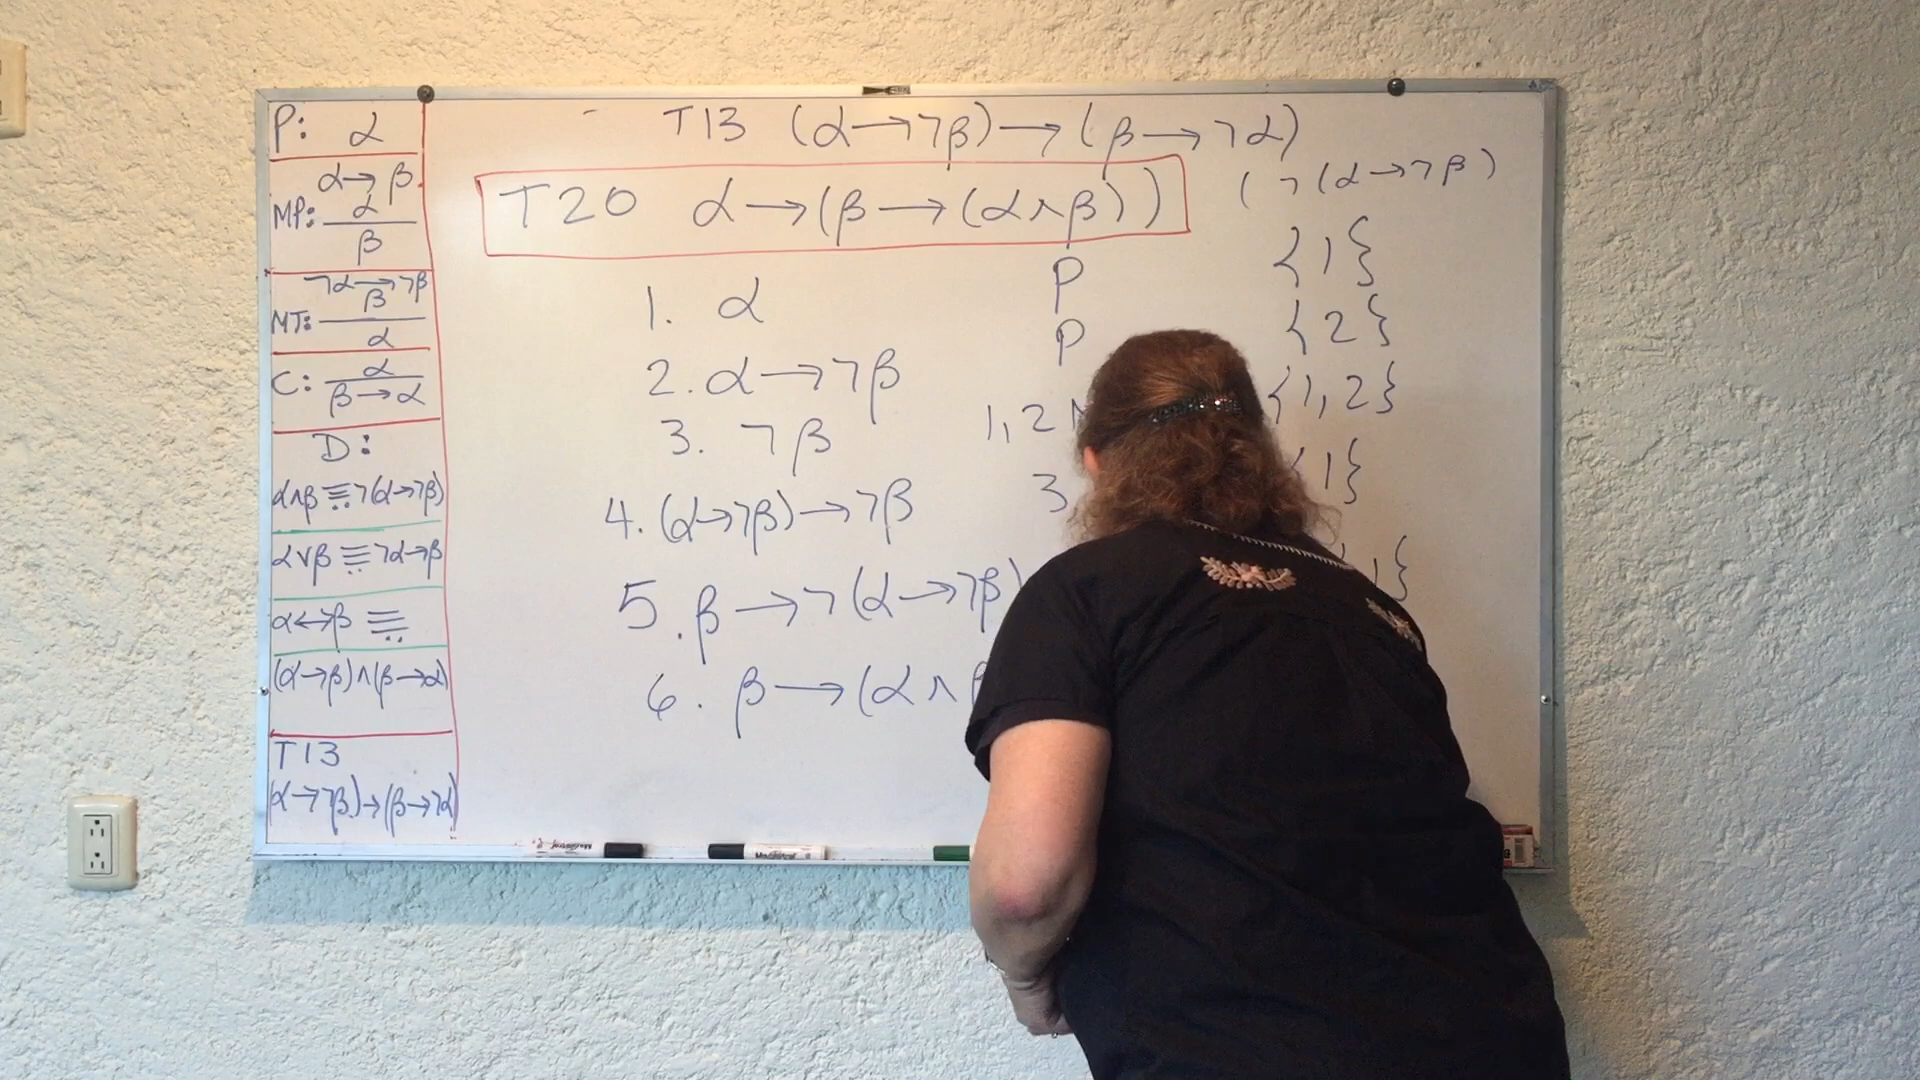 P: α
α→β
MP: α
β
¬α→¬β
β
MT:
α
C: α
β→α
D:
α∧β ≡ ¬(α→¬β)
α∨β ≡ ¬α→β
α↔β ≡
(α→β)∧(β→α)
T13
(α→¬β)→(β→¬α)
T13 (α→¬β)→(β→¬α)
T20 α→(β→(α∧β))
(¬(α→¬β)
1. α P {1}
2. α→¬β P {2}
3. ¬β 1,2 {1,2}
4. (α→¬β)→¬β 3 {1}
5. β→¬(α→¬β) 1}
6. β→(α∧β